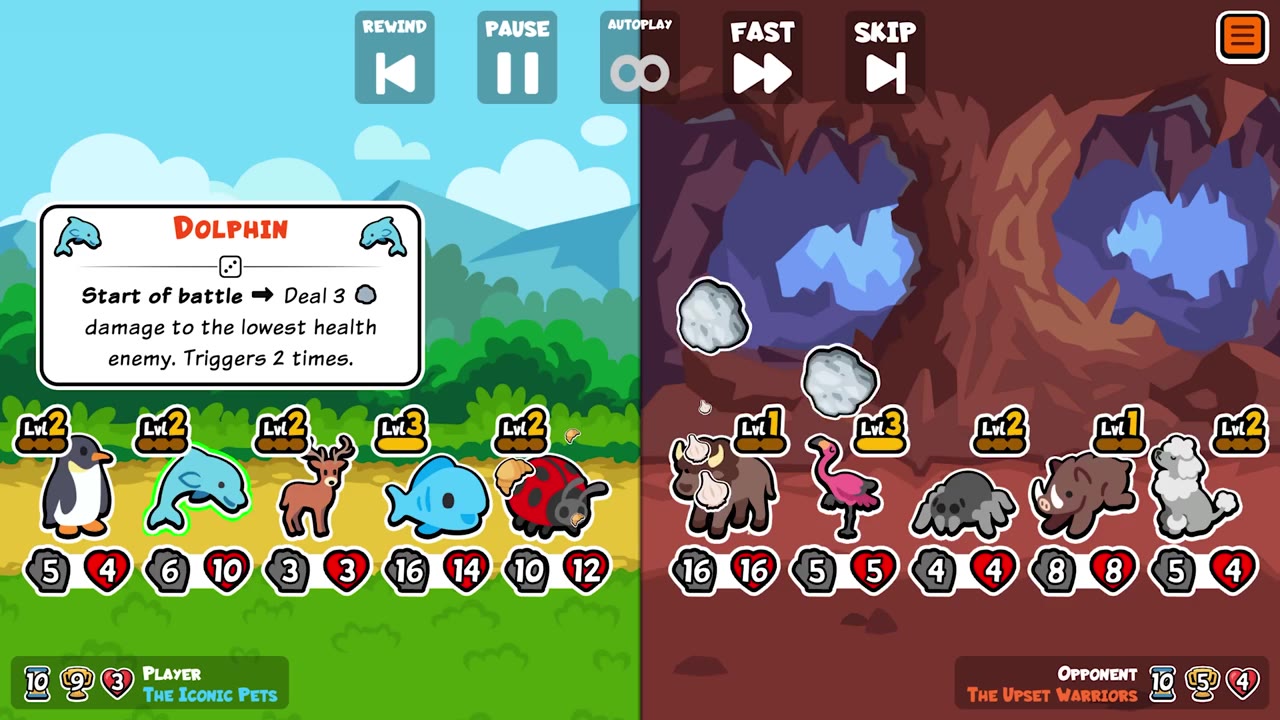 REWIND
PAUSE
AUTOPLAY
FAST
SKIP
DOLPHIN
Start of battle ➡ Deal 3
damage to the lowest health
enemy. Triggers 2 times.
Lvl2 Lvl2 Lvl2 Lvl3 Lvl2 Lvl1 Lvl3 Lvl2 Lvl1 Lvl2
5 4 6 10 3 3 16 14 10 12 16 16 5 5 4 4 8 8 5 4
10 9 3 PLAYER
THE ICONIC PETS
OPPONENT 10 5 4
THE UPSET WARRIORS